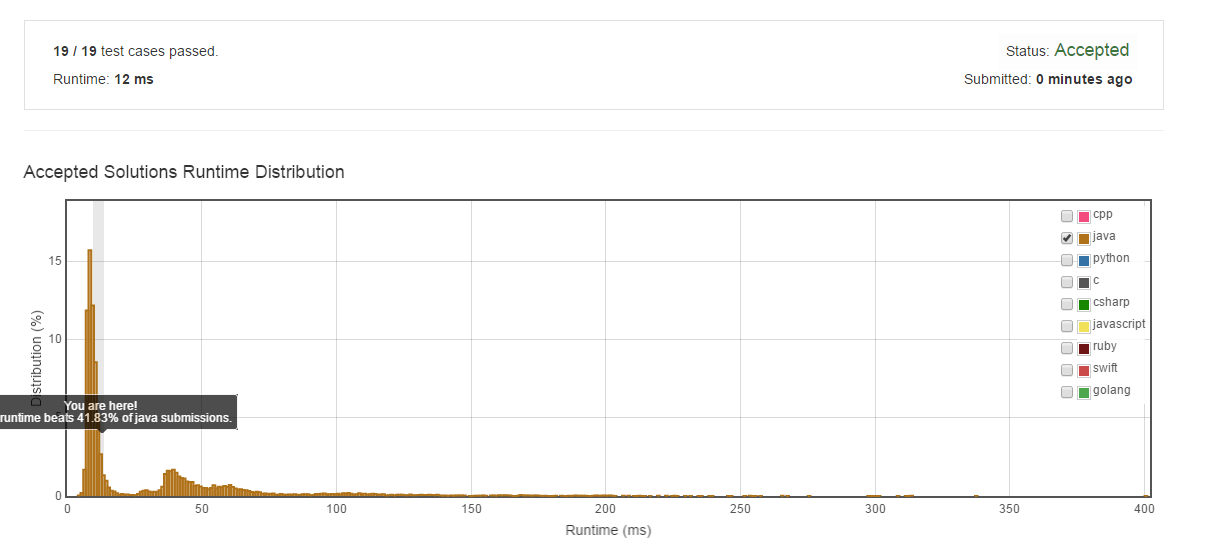 19 / 19 test cases passed.
Status: Accepted
Runtime: 12 ms
Submitted: 0 minutes ago
Accepted Solutions Runtime Distribution
cpp
java
python
c
csharp
javascript
ruby
swift
golang
15
10
0
Distribution (%)
You are here!
runtime beats 41.83% of java submissions.
0
50
100
150
200
250
300
350
400
Runtime (ms)